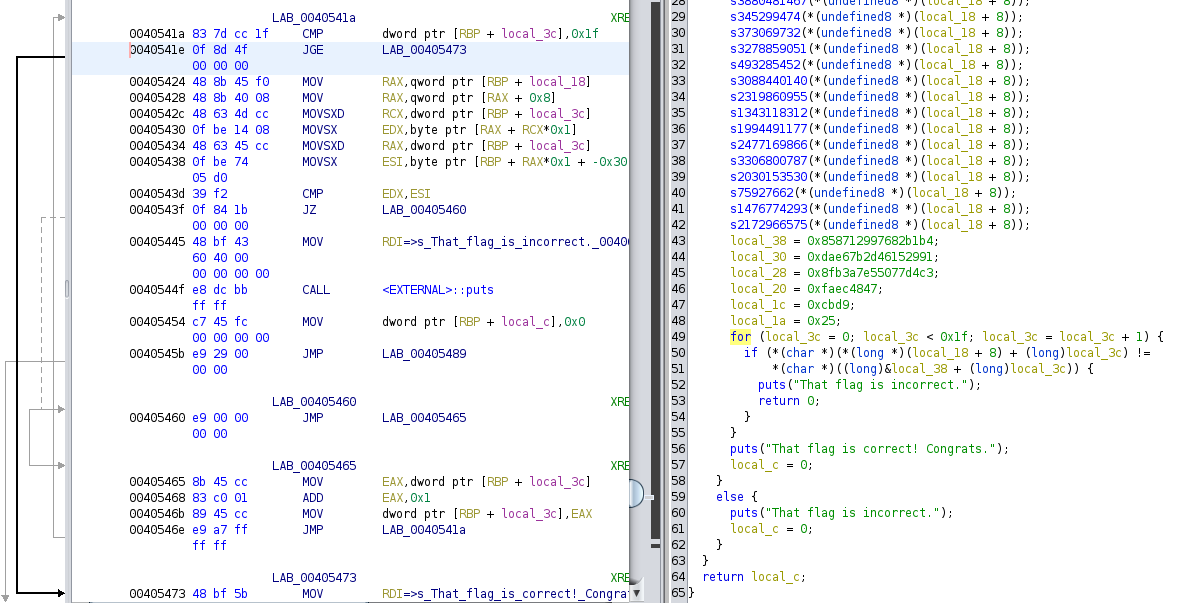 LAB_0040541a XRE
0040541a 83 7d cc 1f CMP dword ptr [RBP + local_3c],0x1f
0040541e 0f 8d 4f JGE LAB_00405473
00 00 00
00405424 48 8b 45 f0 MOV RAX,qword ptr [RBP + local_18]
00405428 48 8b 40 08 MOV RAX,qword ptr [RAX + 0x8]
0040542c 48 63 4d cc MOVSXD RCX,dword ptr [RBP + local_3c]
00405430 0f be 14 08 MOVSX EDX,byte ptr [RAX + RCX*0x1]
00405434 48 63 45 cc MOVSXD RAX,dword ptr [RBP + local_3c]
00405438 0f be 74 MOVSX ESI,byte ptr [RBP + RAX*0x1 + -0x30
05 d0
0040543d 39 f2 CMP EDX,ESI
0040543f 0f 84 1b JZ LAB_00405460
00 00 00
00405445 48 bf 43 MOV RDI=>s_That_flag_is_incorrect._0040
60 40 00
00 00 00 00
0040544f e8 dc bb CALL <EXTERNAL>::puts
ff ff
00405454 c7 45 fc MOV dword ptr [RBP + local_c],0x0
00 00 00 00
0040545b e9 29 00 JMP LAB_00405489
00 00
LAB_00405460 XRE
00405460 e9 00 00 JMP LAB_00405465
00 00
LAB_00405465 XRE
00405465 8b 45 cc MOV EAX,dword ptr [RBP + local_3c]
00405468 83 c0 01 ADD EAX,0x1
0040546b 89 45 cc MOV dword ptr [RBP + local_3c],EAX
0040546e e9 a7 ff JMP LAB_0040541a
ff ff
LAB_00405473 XRE
00405473 48 bf 5b MOV RDI=>s_That_flag_is_correct!_Congra
28 s3880481467(*(undefined8 *)(local_18 + 8));
29 s345299474(*(undefined8 *)(local_18 + 8));
30 s373069732(*(undefined8 *)(local_18 + 8));
31 s3278859051(*(undefined8 *)(local_18 + 8));
32 s493285452(*(undefined8 *)(local_18 + 8));
33 s3088440140(*(undefined8 *)(local_18 + 8));
34 s2319860955(*(undefined8 *)(local_18 + 8));
35 s1343118312(*(undefined8 *)(local_18 + 8));
36 s1994491177(*(undefined8 *)(local_18 + 8));
37 s2477169866(*(undefined8 *)(local_18 + 8));
38 s3306800787(*(undefined8 *)(local_18 + 8));
39 s2030153530(*(undefined8 *)(local_18 + 8));
40 s75927662(*(undefined8 *)(local_18 + 8));
41 s1476774293(*(undefined8 *)(local_18 + 8));
42 s2172966575(*(undefined8 *)(local_18 + 8));
43 local_38 = 0x858712997682b1b4;
44 local_30 = 0xdae67b2d46152991;
45 local_28 = 0x8fb3a7e55077d4c3;
46 local_20 = 0xfaec4847;
47 local_1c = 0xcbd9;
48 local_1a = 0x25;
49 for (local_3c = 0; local_3c < 0x1f; local_3c = local_3c + 1) {
50 if (*(char *)(*(long *)(local_18 + 8) + (long)local_3c) !=
51 *(char *)((long)&local_38 + (long)local_3c)) {
52 puts("That flag is incorrect.");
53 return 0;
54 }
55 }
56 puts("That flag is correct! Congrats.");
57 local_c = 0;
58 }
59 else {
60 puts("That flag is incorrect.");
61 local_c = 0;
62 }
63 }
64 return local_c;
65 }